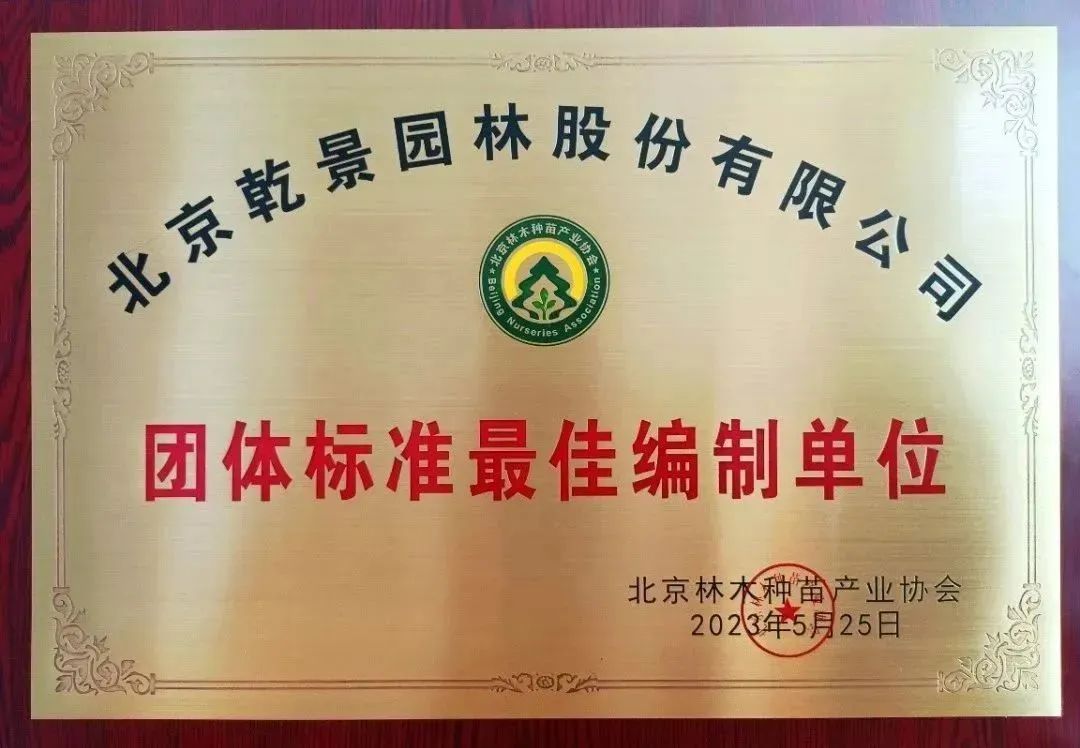 北京乾景园林股份有限公司
北京林木种苗产业协会
Beijing Nurseries Association
团体标准最佳编制单位
北京林木种苗产业协会
2023年5月25日